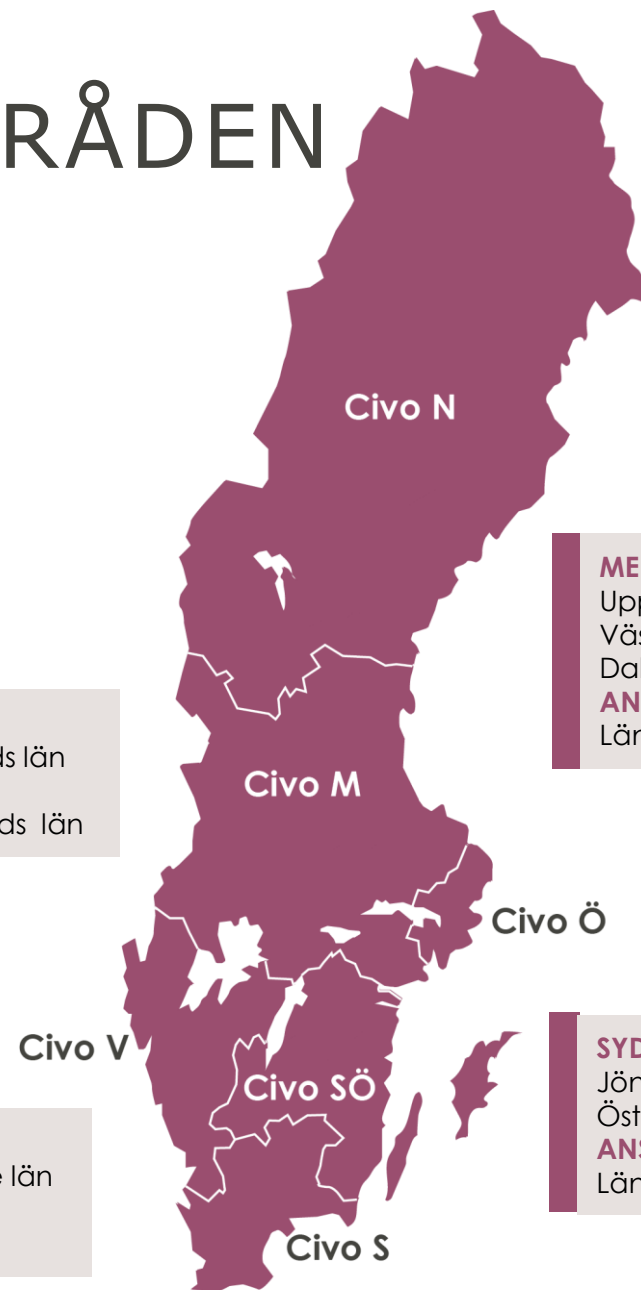 RÅDEN
Civo N
ME
Upp
Väs
Da
AN
Län
ds län
ds län
Civo M
Civo Ö
Civo V
Civo SÖ
SYD
Jön
Öst
ANS
Län
e län
Civo S